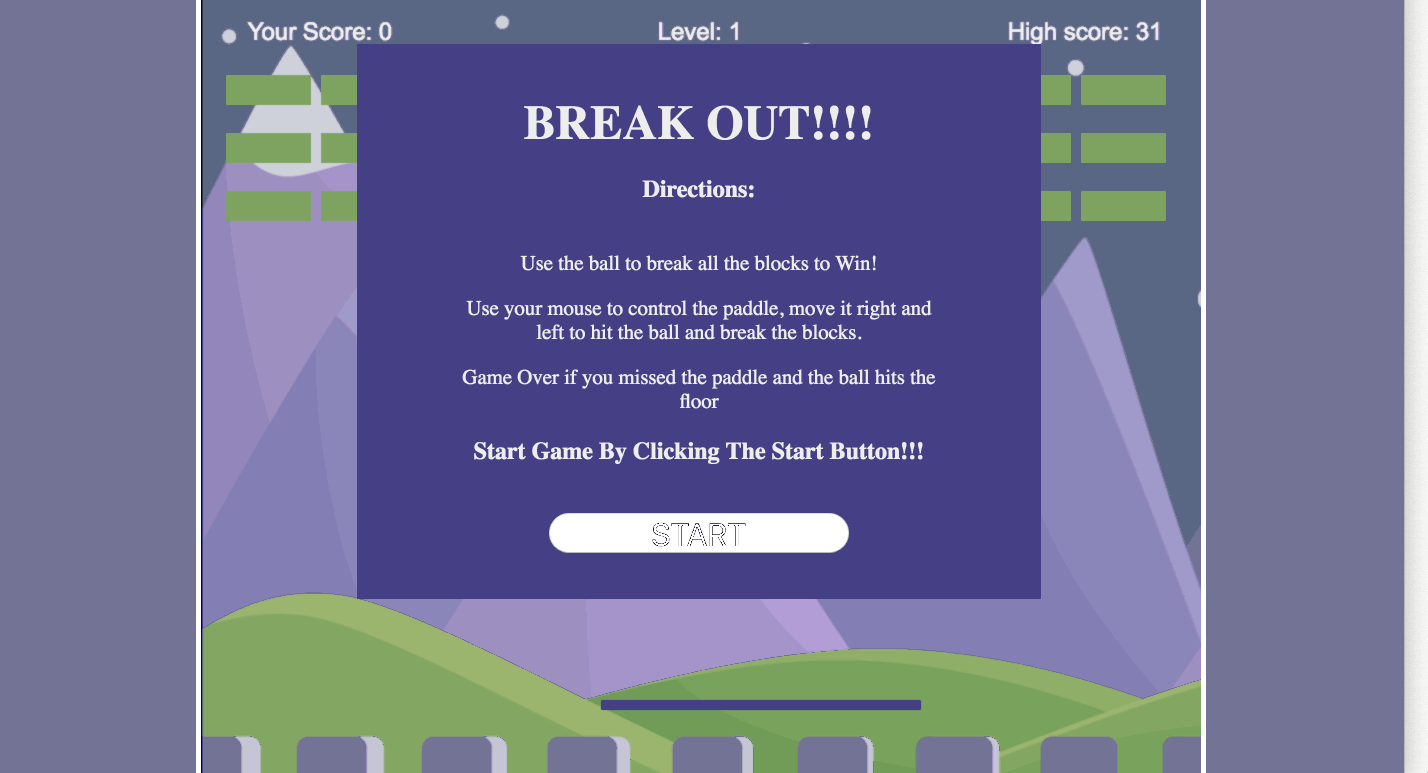 Your Score: 0
Level: 1
High score: 31
BREAK OUT!!!!
Directions:
Use the ball to break all the blocks to Win!
Use your mouse to control the paddle, move it right and
left to hit the ball and break the blocks.
Game Over if you missed the paddle and the ball hits the
floor
Start Game By Clicking The Start Button!!!
START